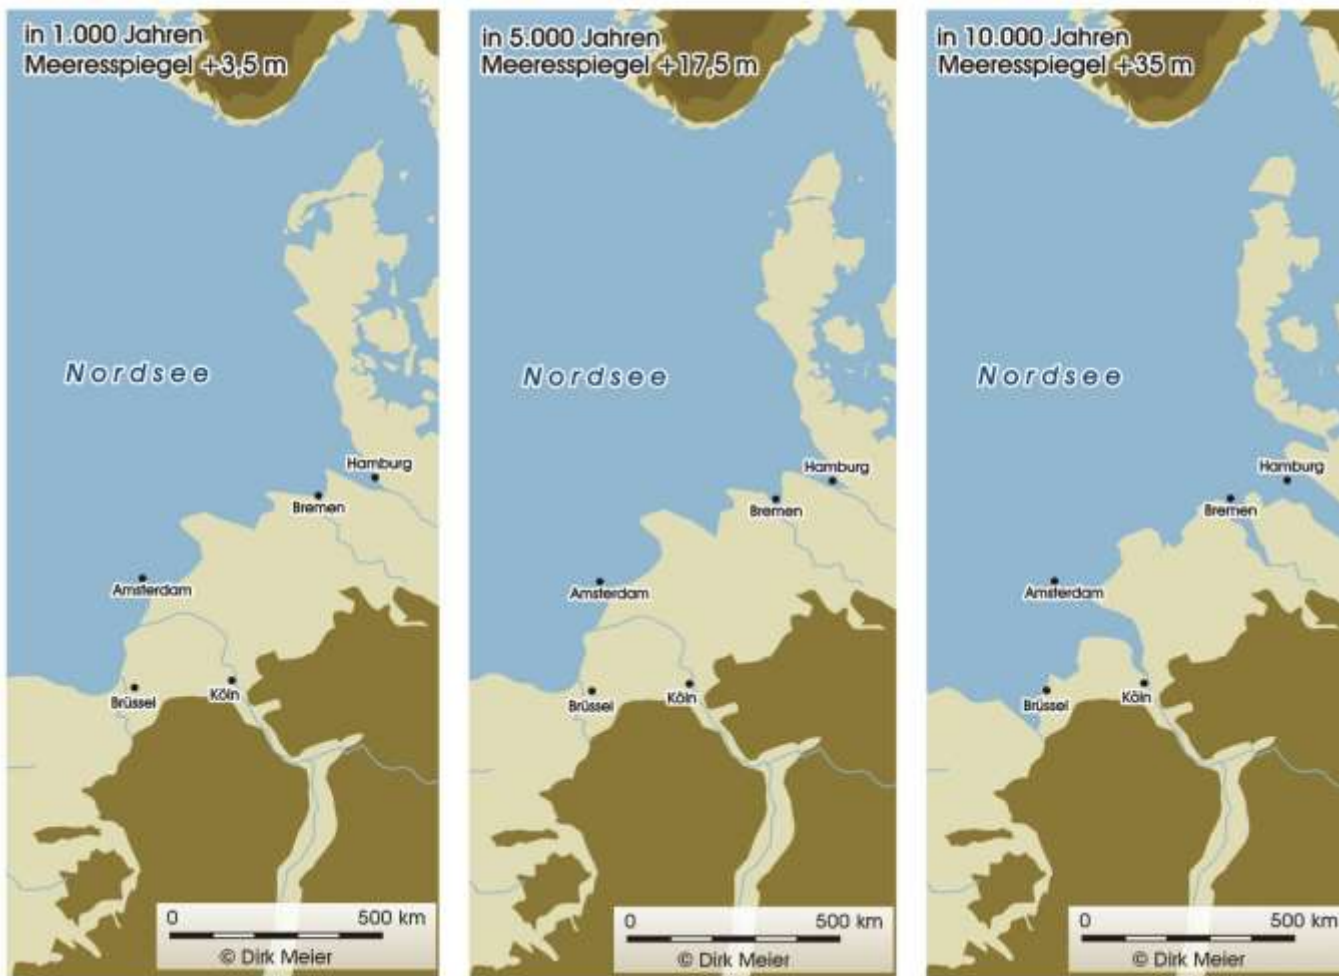 in 1.000 Jahren
Meeresspiegel +3,5 m
Nordsee
Hamburg
Bremen
Amsterdam
Brüssel
Köln
0 500 km
© Dirk Meier
in 5.000 Jahren
Meeresspiegel +17,5 m
Nordsee
Hamburg
Bremen
Amsterdam
Brüssel
Köln
0 500 km
© Dirk Meier
in 10.000 Jahren
Meeresspiegel +35 m
Nordsee
Hamburg
Bremen
Amsterdam
Brüssel
Köln
0 500 km
© Dirk Meier